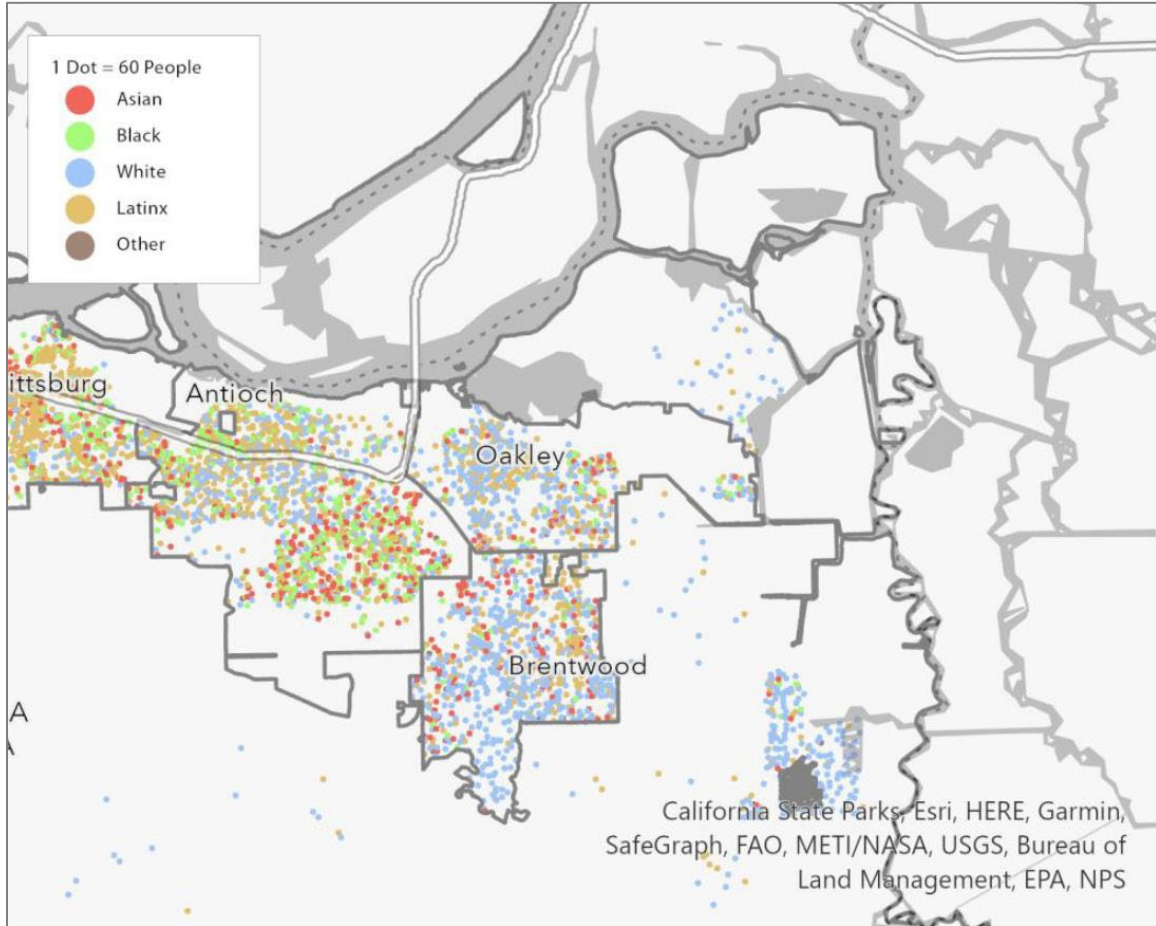 1 Dot = 60 People
Asian
Black
White
Latinx
Other
ittsburg
Antioch
Oakley
Brentwood
A
A
California State Parks, Esri, HERE, Garmin,
SafeGraph, FAO, METI/NASA, USGS, Bureau of
Land Management, EPA, NPS